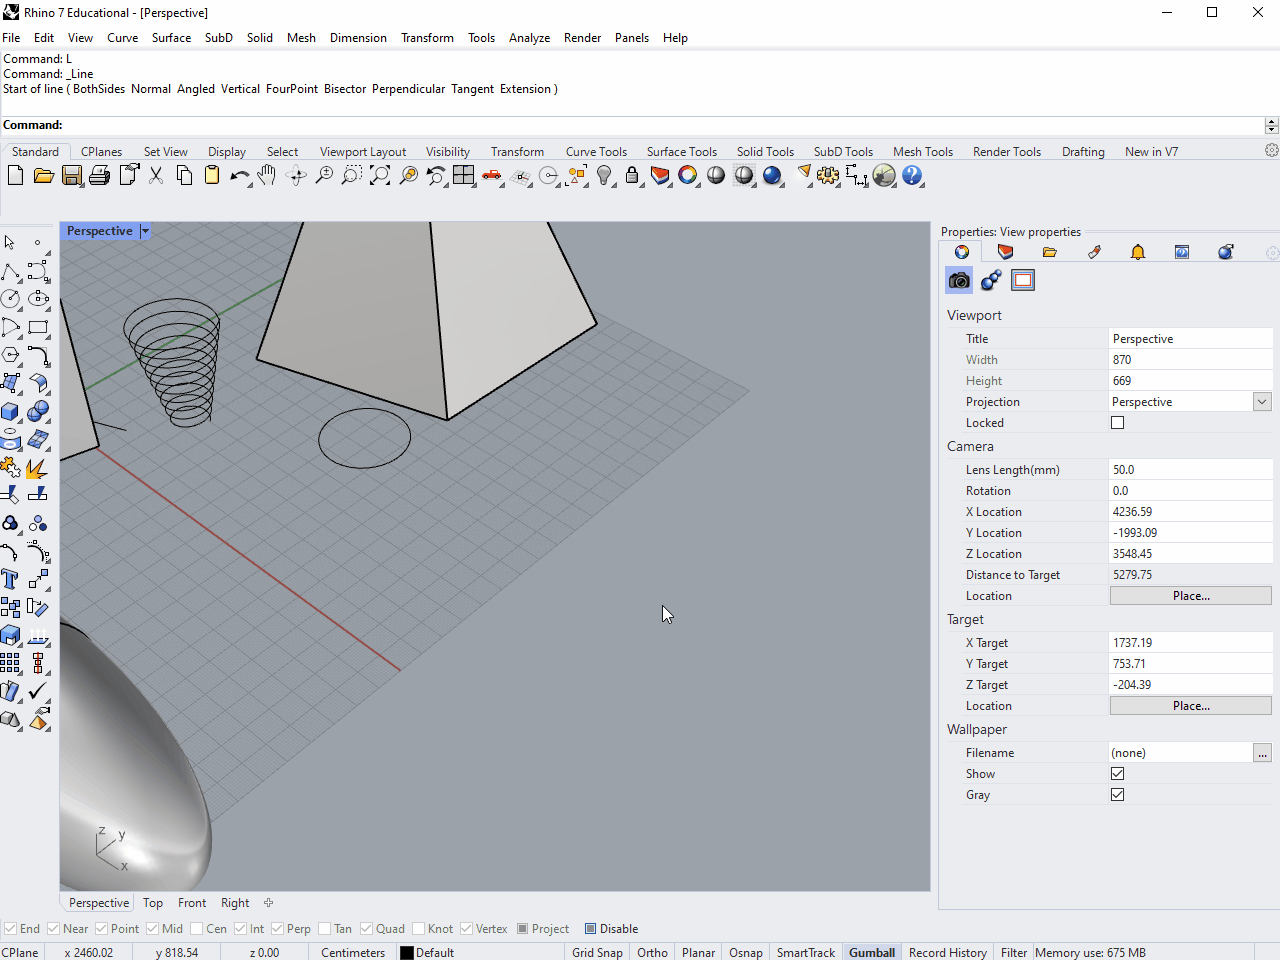 Rhino 7 Educational - [Perspective]
File Edit View Curve Surface SubD Solid Mesh Dimension Transform Tools Analyze Render Panels Help
Command: L
Command: _Line
Start of line ( BothSides Normal Angled Vertical FourPoint Bisector Perpendicular Tangent Extension )
Command:
Standard CPlanes Set View Display Select Viewport Layout Visibility Transform Curve Tools Surface Tools Solid Tools SubD Tools Mesh Tools Render Tools Drafting New in V7
Perspective
Properties: View properties
Viewport
Title Perspective
Width 870
Height 669
Projection Perspective
Locked
Camera
Lens Length(mm) 50.0
Rotation 0.0
X Location 4236.59
Y Location -1993.09
Z Location 3548.45
Distance to Target 5279.75
Location Place...
Target
X Target 1737.19
Y Target 753.71
Z Target -204.39
Location Place...
Wallpaper
Filename (none) ...
Show
Gray
z
y
x
Perspective Top Front Right
End Near Point Mid Cen Int Perp Tan Quad Knot Vertex Project Disable
CPlane x 2460.02 y 818.54 z 0.00 Centimeters Default Grid Snap Ortho Planar Osnap SmartTrack Gumball Record History Filter Memory use: 675 MB